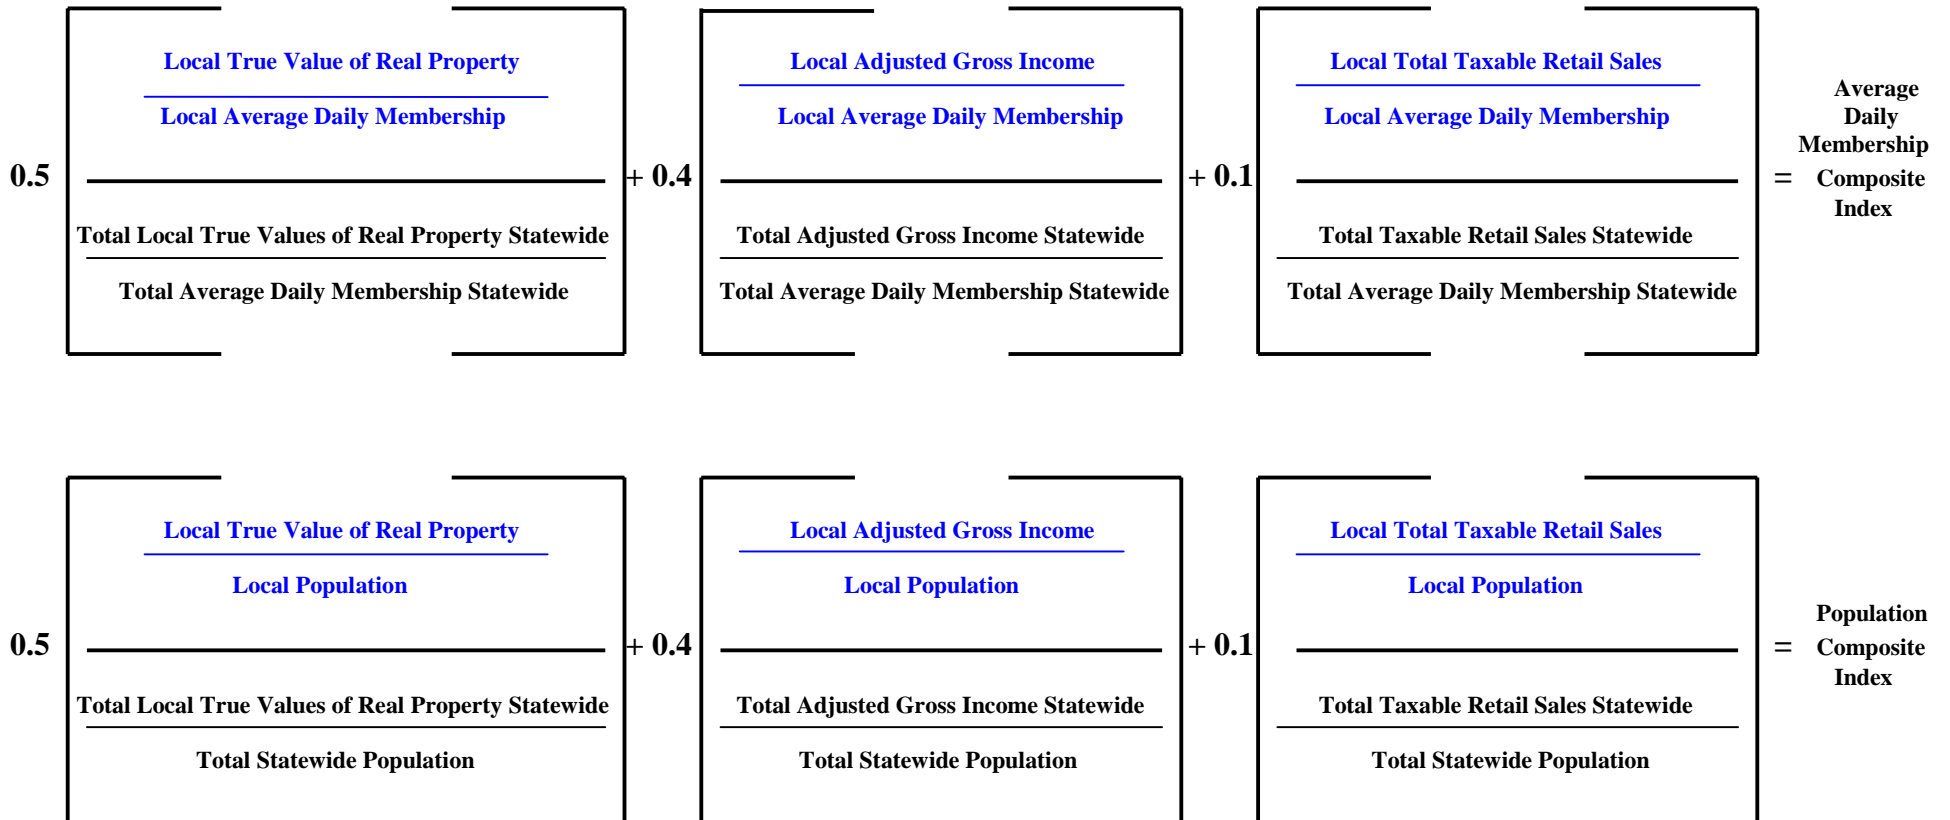 Local True Value of Real Property
Local Average Daily Membership
0.5
Total Local True Values of Real Property Statewide
Total Average Daily Membership Statewide
+ 0.4
Local Adjusted Gross Income
Local Average Daily Membership
Total Adjusted Gross Income Statewide
Total Average Daily Membership Statewide
+ 0.1
Local Total Taxable Retail Sales
Local Average Daily Membership
Total Taxable Retail Sales Statewide
Total Average Daily Membership Statewide
Average
Daily
Membership
= Composite
Index
Local True Value of Real Property
Local Population
0.5
Total Local True Values of Real Property Statewide
Total Statewide Population
+ 0.4
Local Adjusted Gross Income
Local Population
Total Adjusted Gross Income Statewide
Total Statewide Population
+ 0.1
Local Total Taxable Retail Sales
Local Population
Total Taxable Retail Sales Statewide
Total Statewide Population
Population
= Composite
Index